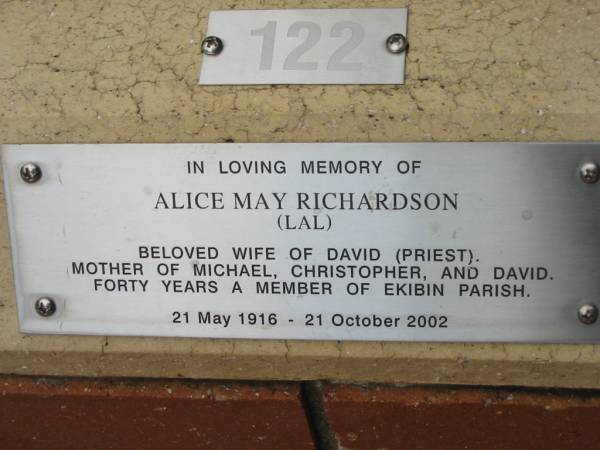 122
IN LOVING MEMORY OF
ALICE MAY RICHARDSON
(LAL)
BELOVED WIFE OF DAVID (PRIEST).
MOTHER OF MICHAEL, CHRISTOPHER, AND DAVID.
FORTY YEARS A MEMBER OF EKIBIN PARISH.
21 May 1916 - 21 October 2002